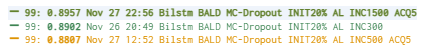 99: 0.8957 Nov 27 22:56 Bilstm BALD MC-Dropout INIT20% AL INC1500 ACQ5
99: 0.8902 Nov 26 20:49 Bilstm BALD MC-Dropout INIT20% AL INC300
99: 0.8807 Nov 27 12:52 Bilstm BALD MC-Dropout INIT20% AL INC500 ACQ5